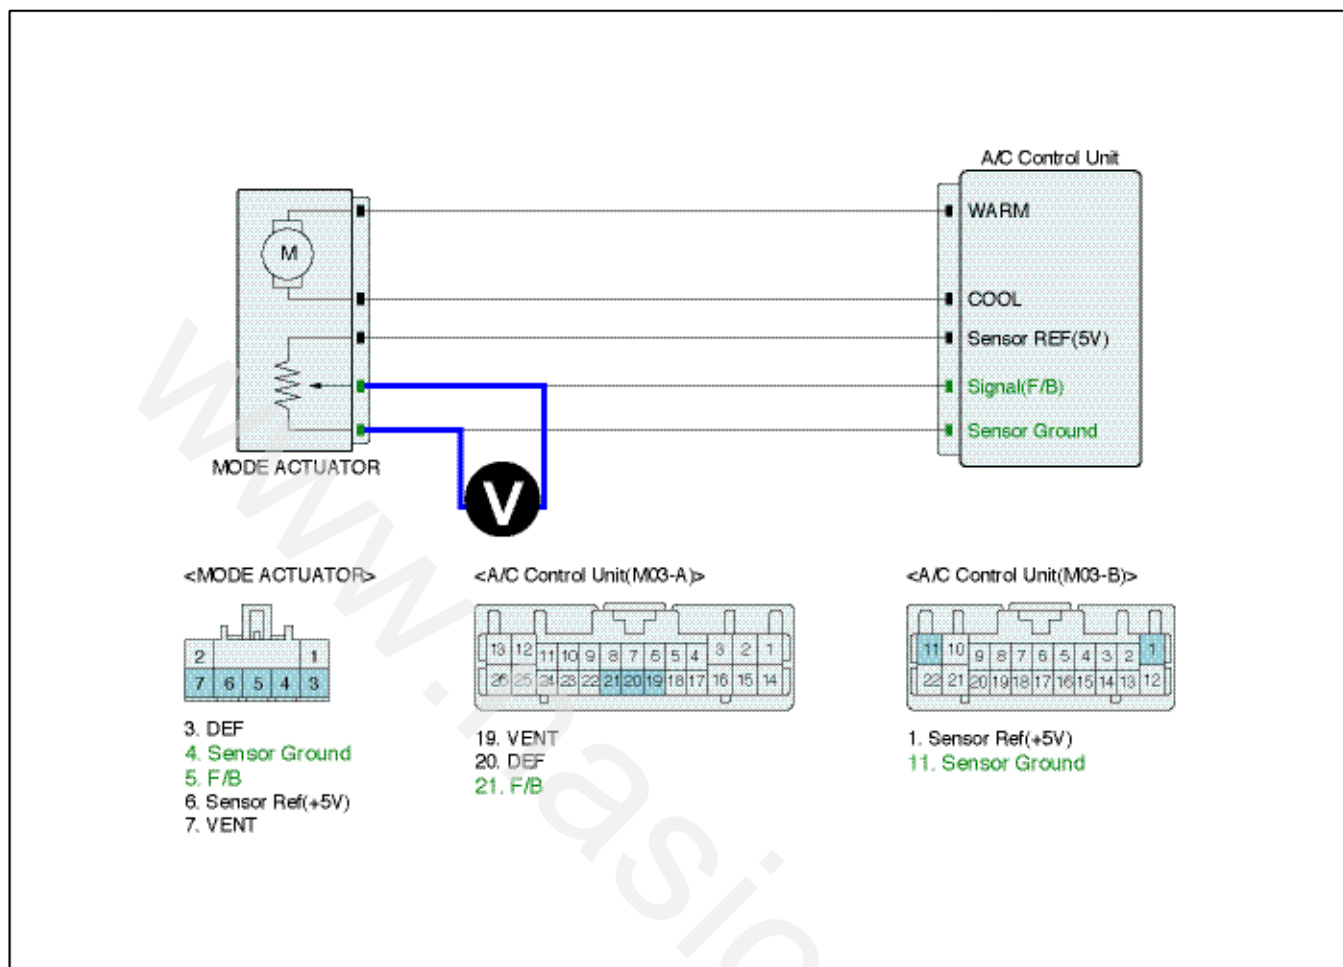 A/C Control Unit
WARM
M
COOL
Sensor REF(5V)
Signal(F/B)
Sensor Ground
MODE ACTUATOR
V
<MODE ACTUATOR>
2 1
7 6 5 4 3
3. DEF
4. Sensor Ground
5. F/B
6. Sensor Ref(+5V)
7. VENT
<A/C Control Unit(M03-A)>
13 12 11 10 9 8 7 6 5 4 3 2 1
26 25 24 23 22 21 20 19 18 17 16 15 14
19. VENT
20. DEF
21. F/B
<A/C Control Unit(M03-B)>
11 10 9 8 7 6 5 4 3 2 1
22 21 20 19 18 17 16 15 14 13 12
1. Sensor Ref(+5V)
11. Sensor Ground
www.nasio